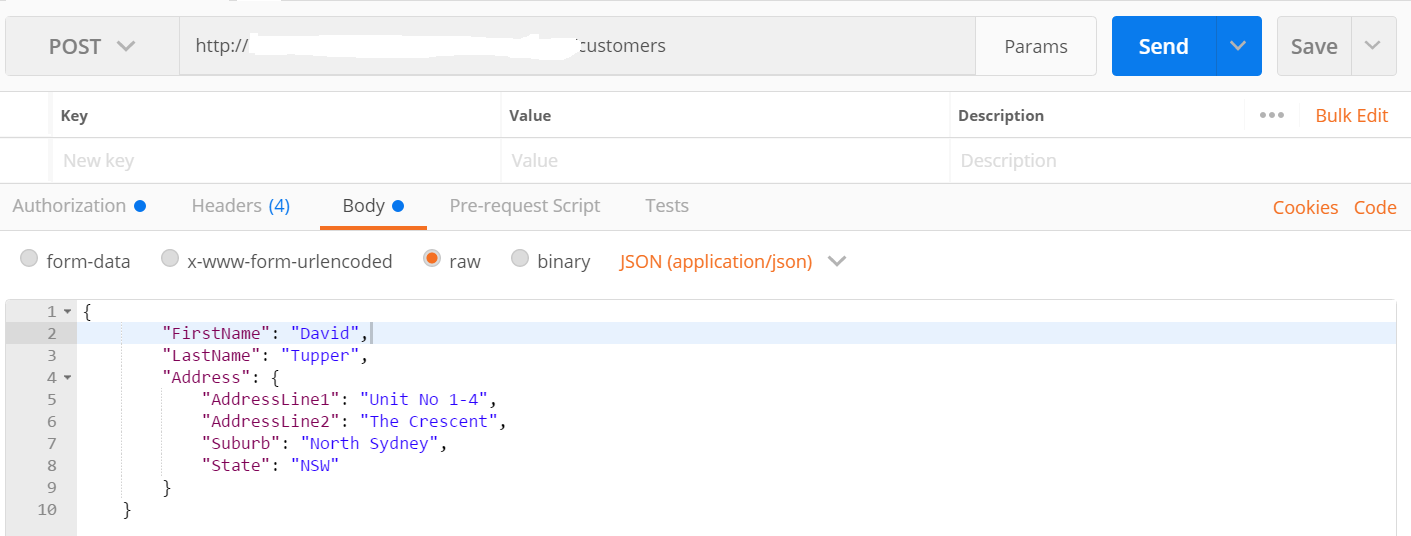 POST http:// customers Params Send Save
Key Value Description ••• Bulk Edit
New key Value Description
Authorization Headers (4) Body Pre-request Script Tests Cookies Code
form-data x-www-form-urlencoded raw binary JSON (application/json)
1 {
2 "FirstName": "David",
3 "LastName": "Tupper",
4 "Address": {
5 "AddressLine1": "Unit No 1-4",
6 "AddressLine2": "The Crescent",
7 "Suburb": "North Sydney",
8 "State": "NSW"
9 }
10 }